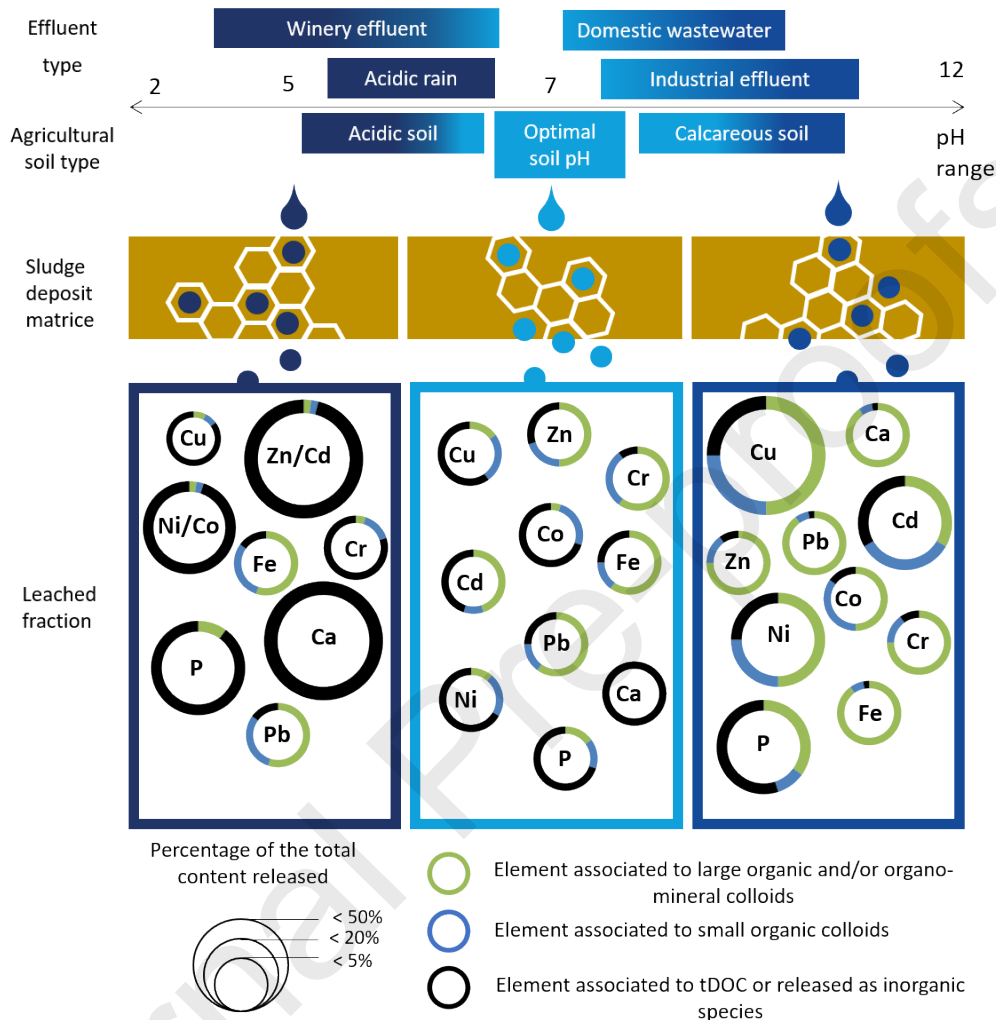 Effluent
type
Winery effluent
Domestic wastewater
Acidic rain
Industrial effluent
2
5
7
12
Agricultural
soil type
Acidic soil
Optimal
soil pH
Calcareous soil
pH
range
Sludge
deposit
matrice
Leached
fraction
Cu
Zn/Cd
Ni/Co
Fe
Cr
Ca
P
Pb
Zn
Cu
Cr
Co
Cd
Fe
Pb
Ni
Ca
P
Cu
Ca
Cd
Pb
Zn
Co
Ni
Cr
Fe
P
Percentage of the total
content released
< 50%
< 20%
< 5%
Element associated to large organic and/or organo-
mineral colloids
Element associated to small organic colloids
Element associated to tDOC or released as inorganic
species
nal Pre-proofs